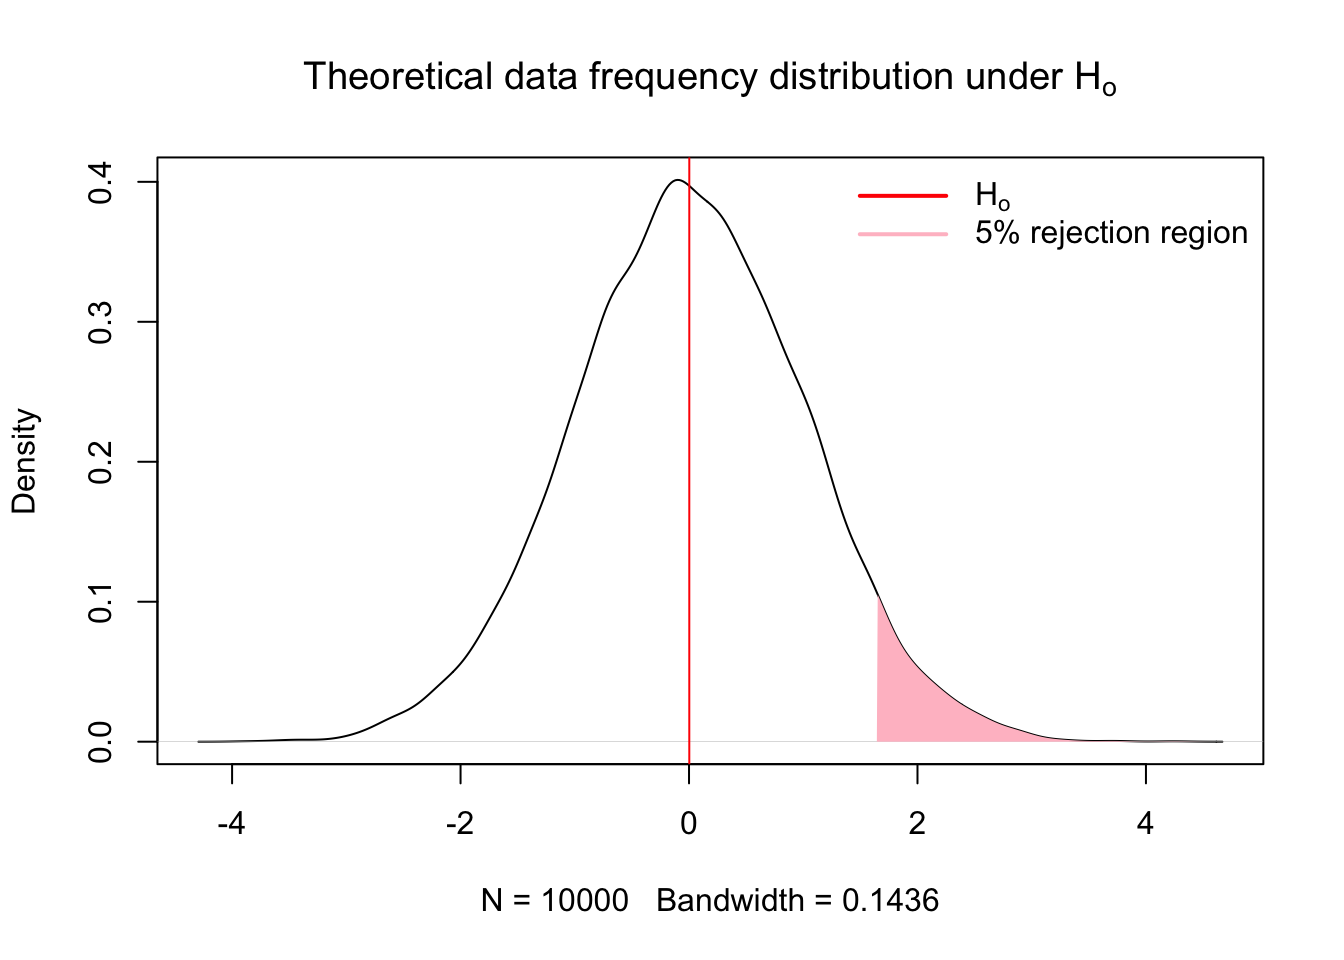 Theoretical data frequency distribution under Ho
Ho
5% rejection region
Density
0.4
0.3
0.2
0.1
0.0
-4 -2 0 2 4
N = 10000 Bandwidth = 0.1436